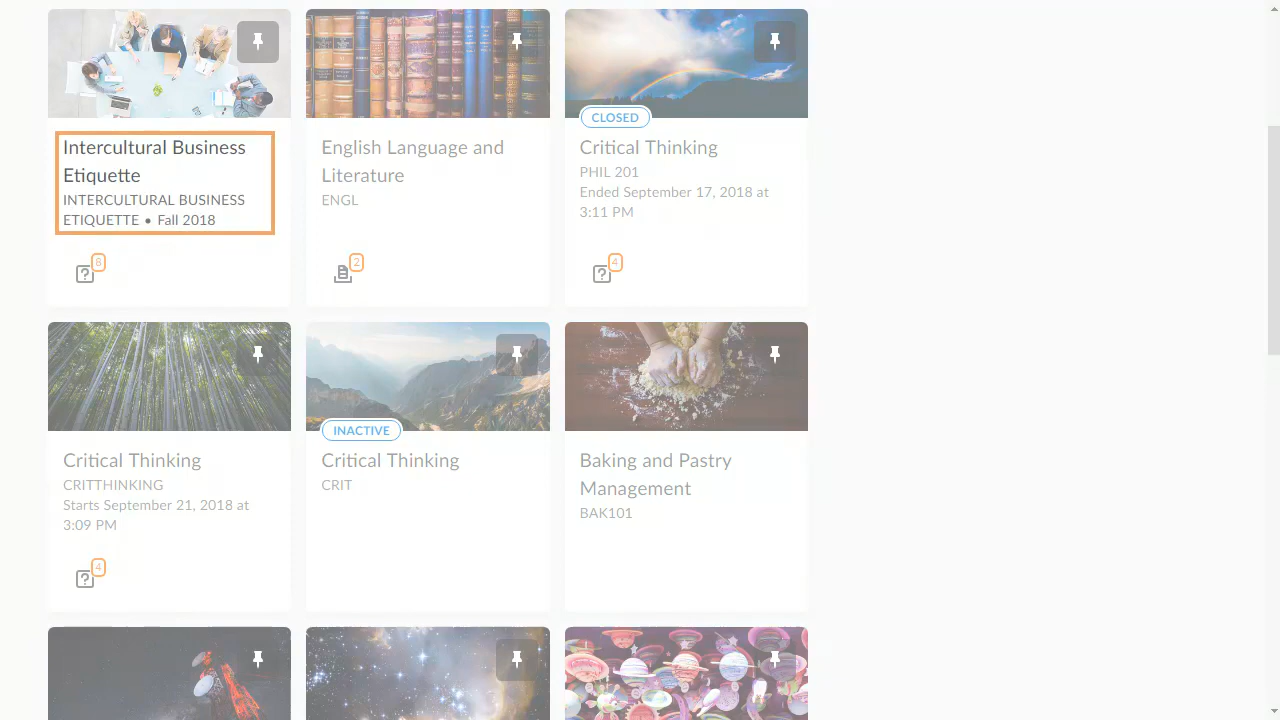 Intercultural Business
Etiquette
INTERCULTURAL BUSINESS
ETIQUETTE • Fall 2018
8
English Language and
Literature
ENGL
2
CLOSED
Critical Thinking
PHIL 201
Ended September 17, 2018 at
3:11 PM
4
Critical Thinking
CRITTHINKING
Starts September 21, 2018 at
3:09 PM
4
INACTIVE
Critical Thinking
CRIT
Baking and Pastry
Management
BAK101